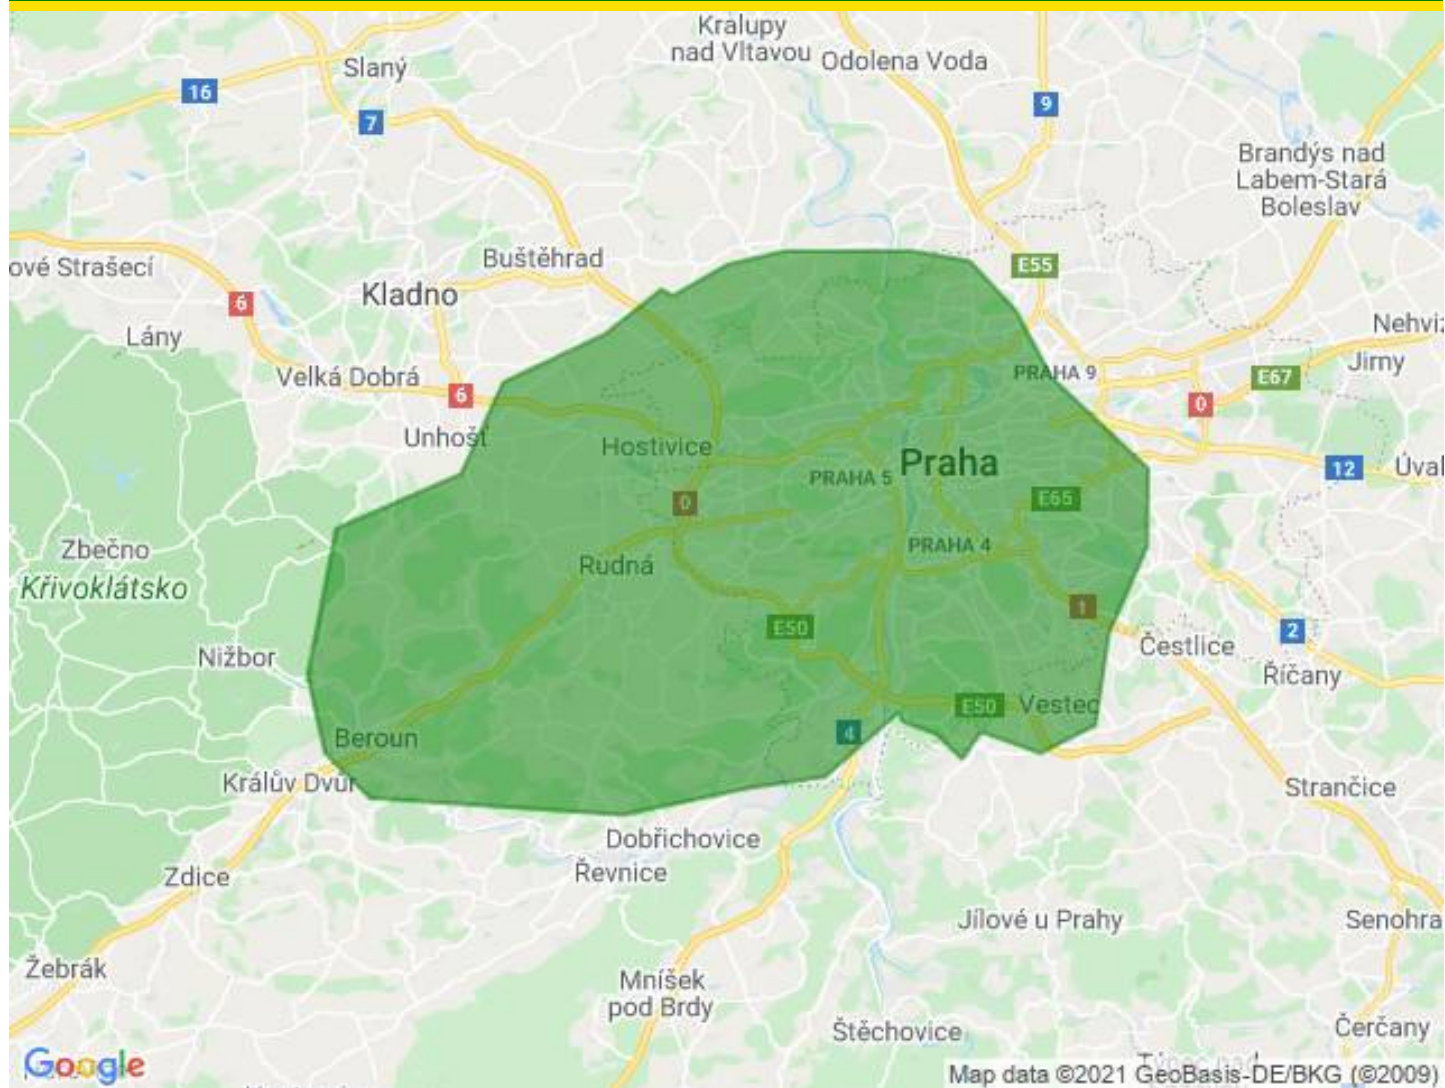 Kralupy
nad Vltavou
Odolena Voda
Slaný
16
7
9
Brandýs nad
Labem-Stará
Boleslav
ové Strašecí
Buštěhrad
E55
Kladno
6
Lány
Nehviz
Jirny
Velká Dobrá
6
PRAHA 9
E67
0
Unhošť
Hostivice
PRAHA 5
Praha
12
Úval
0
E65
Zbečno
Křivoklátsko
Rudná
PRAHA 4
1
E50
2
Čestlice
Nižbor
Říčany
E50
Vestec
4
Beroun
Králův Dvůr
Strančice
Dobřichovice
Řevnice
Zdice
Jílové u Prahy
Senohra
Žebrák
Mníšek
pod Brdy
Štěchovice
Čerčany
Google
Map data ©2021 GeoBasis-DE/BKG (©2009)